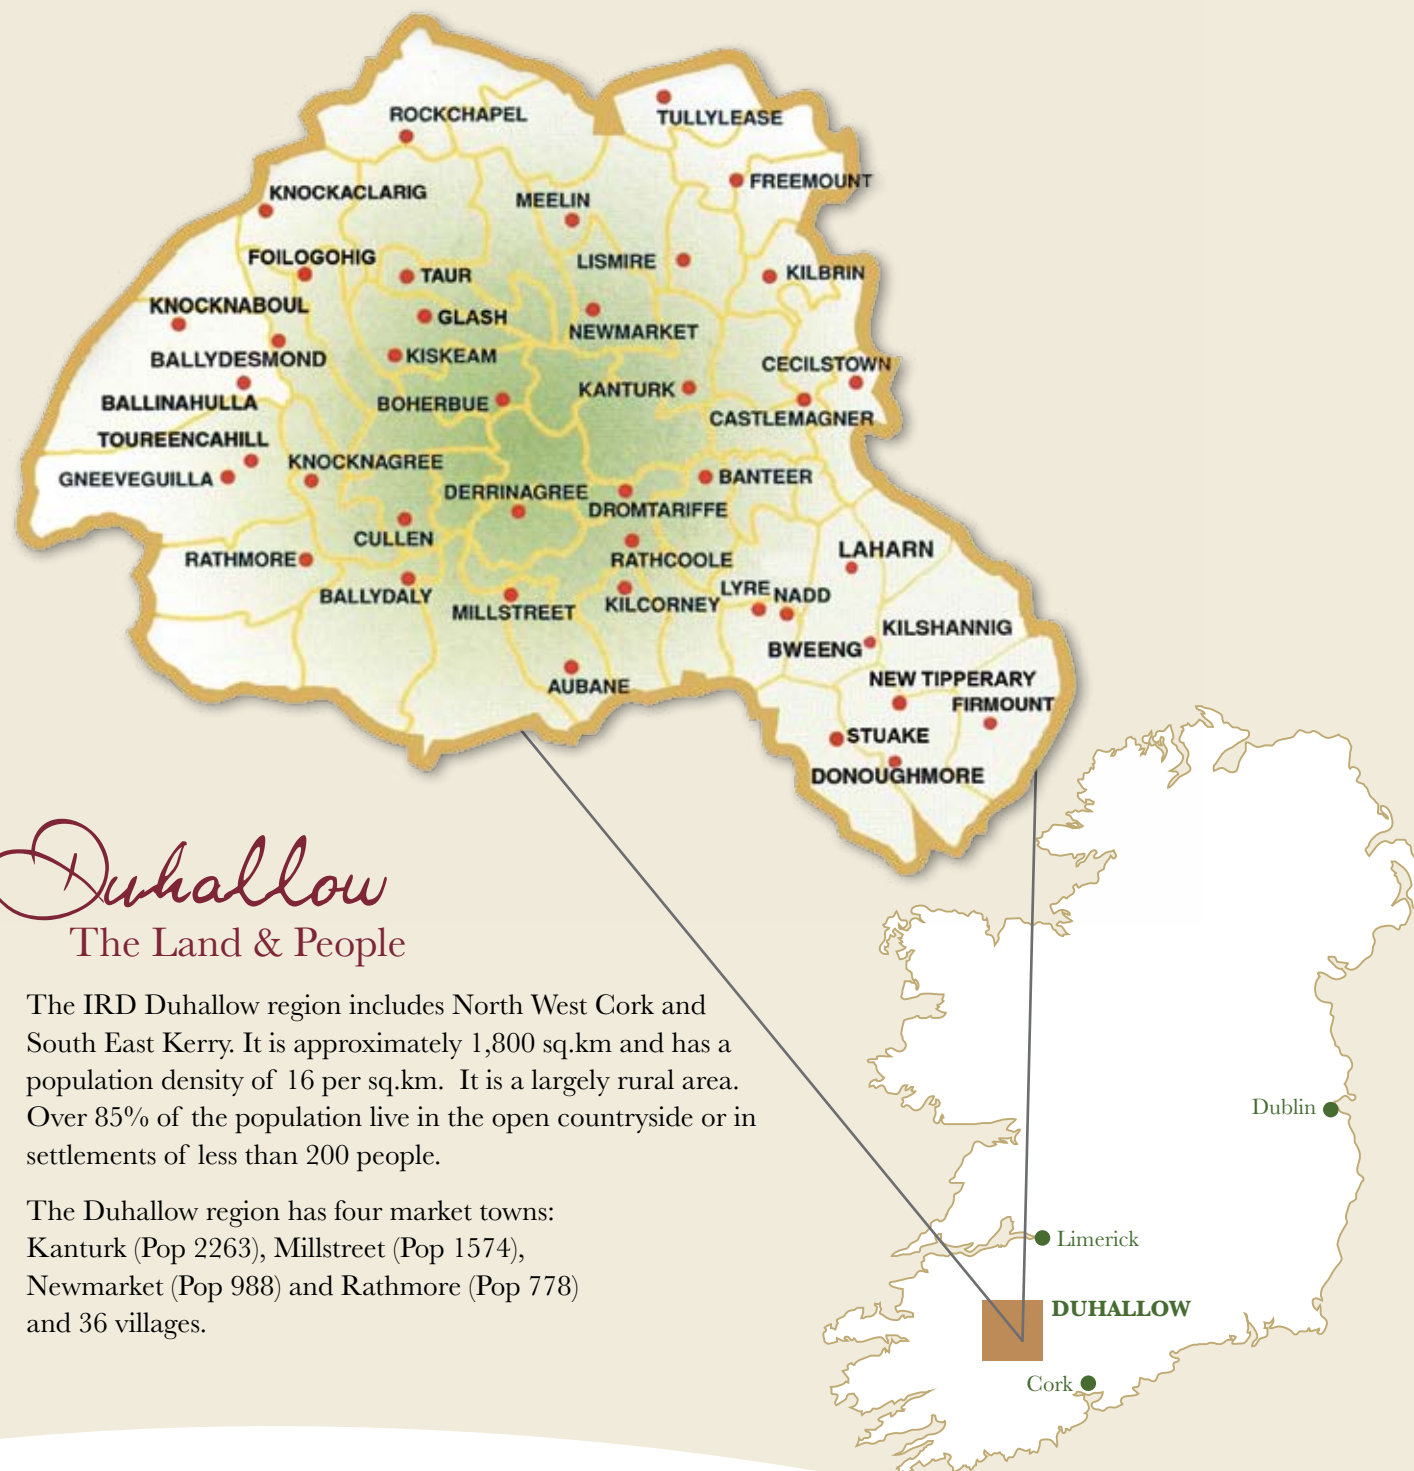 ROCKCHAPEL
TULLYLEASE
KNOCKACLARIG
FREEMOUNT
MEELIN
FOILOGOHIG
TAUR
LISMIRE
KILBRIN
KNOCKNABOUL
GLASH
NEWMARKET
BALLYDESMOND
KISKEAM
CECILSTOWN
BALLINAHULLA
BOHERBUE
KANTURK
CASTLEMAGNER
TOUREENCAHILL
GNEEVEGUILLA
KNOCKNAGREE
BANTEER
DERRINAGREE
DROMTARIFFE
CULLEN
LAHARN
RATHMORE
RATHCOOLE
BALLYDALY
MILLSTREET
KILCORNEY
LYRE
NADD
KILSHANNIG
BWEENG
AUBANE
NEW TIPPERARY
FIRMOUNT
STUAKE
DONOUGHMORE
Duhallow
The Land & People
The IRD Duhallow region includes North West Cork and
South East Kerry. It is approximately 1,800 sq.km and has a
population density of 16 per sq.km. It is a largely rural area.
Over 85% of the population live in the open countryside or in
settlements of less than 200 people.
The Duhallow region has four market towns:
Kanturk (Pop 2263), Millstreet (Pop 1574),
Newmarket (Pop 988) and Rathmore (Pop 778)
and 36 villages.
Dublin
Limerick
DUHALLOW
Cork